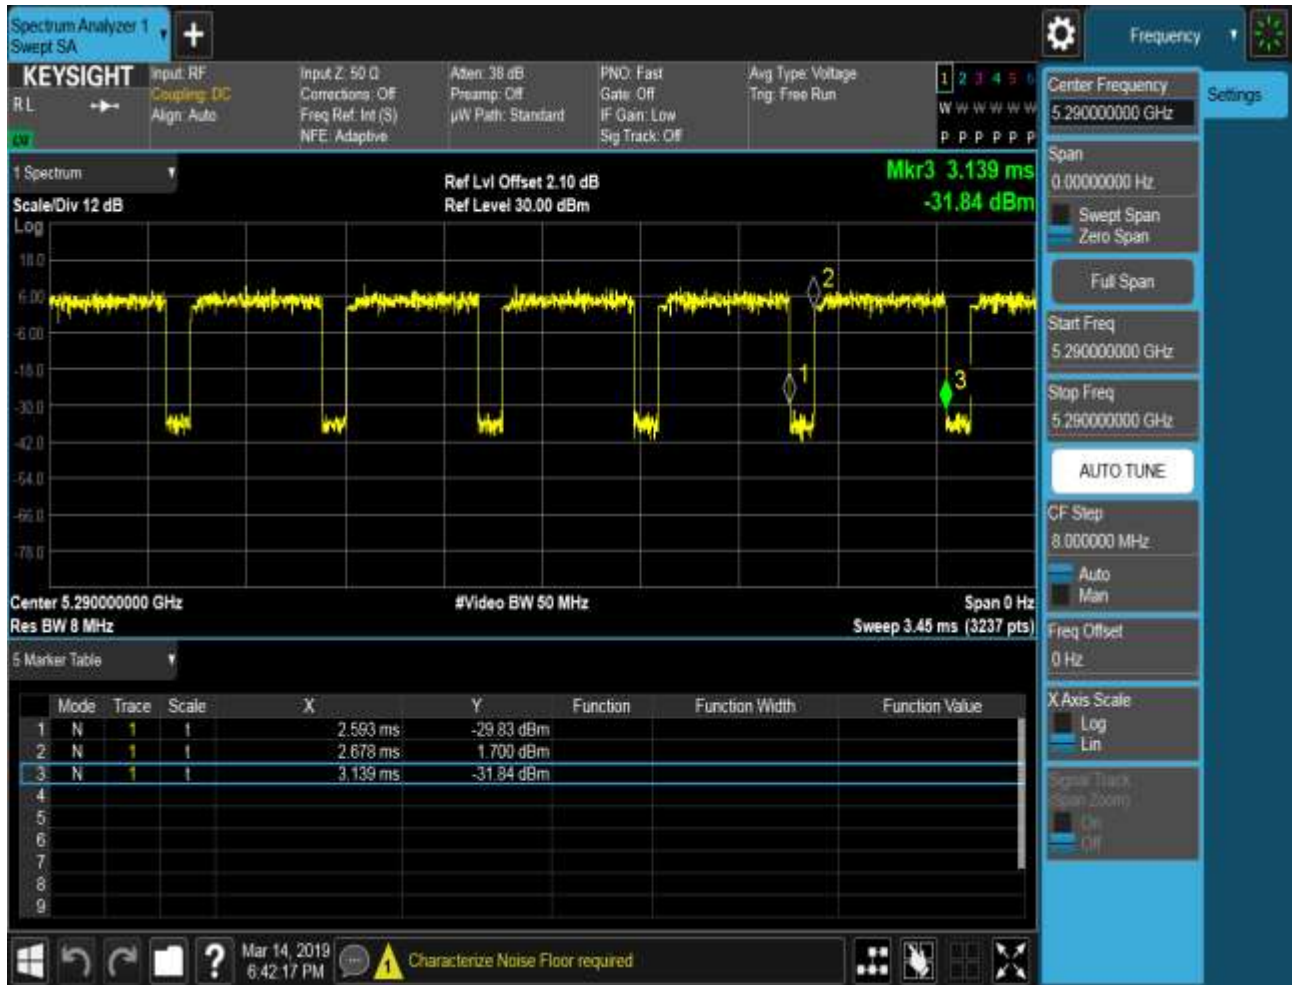 Spectrum Analyzer 1
Swept SA
Frequency
KEYSIGHT
RL
Input: RF
Coupling: DC
Align: Auto
Input Z: 50 Ω
Corrections: Off
Freq Ref: Int (S)
NFE: Adaptive
Atten: 38 dB
Preamp: Off
µW Path: Standard
PNO: Fast
Gate: Off
IF Gain: Low
Sig Track: Off
Avg Type: Voltage
Trig: Free Run
1 2 3 4 5 6
W W W W W W
P P P P P P
1 Spectrum
Scale/Div 12 dB
Log
Ref Lvl Offset 2.10 dB
Ref Level 30.00 dBm
Mkr3 3.139 ms
-31.84 dBm
18.0
6.00
-6.00
-18.0
-30.0
-42.0
-54.0
-66.0
-78.0
1
2
3
Center 5.290000000 GHz
#Video BW 50 MHz
Span 0 Hz
Res BW 8 MHz
Sweep 3.45 ms (3237 pts)
5 Marker Table
Mode Trace Scale X Y Function Function Width Function Value
1 N 1 t 2.593 ms -29.83 dBm
2 N 1 t 2.678 ms 1.700 dBm
3 N 1 t 3.139 ms -31.84 dBm
4
5
6
7
8
9
Mar 14, 2019
6:42:17 PM
?
1
Characterize Noise Floor required
Center Frequency
5.290000000 GHz
Settings
Span
0.00000000 Hz
Swept Span
Zero Span
Full Span
Start Freq
5.290000000 GHz
Stop Freq
5.290000000 GHz
AUTO TUNE
CF Step
8.000000 MHz
Auto
Man
Freq Offset
0 Hz
X Axis Scale
Log
Lin
Signal Track
(Span Zoom)
On
Off